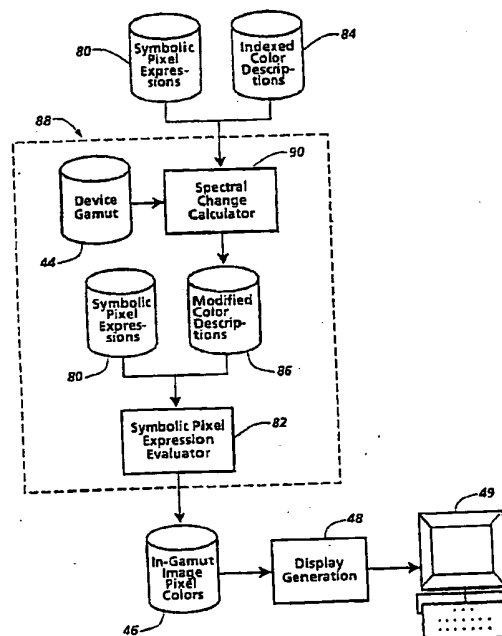 80
Symbolic
Pixel
Expres-
sions
Indexed
Color
Descrip-
tions
84
88
90
Device
Gamut
44
Spectral
Change
Calculator
Symbolic
Pixel
Expres-
sions
80
Modified
Color
Descrip-
tions
86
Symbolic Pixel
Expression
Evaluator
82
In-Gamut
Image
Pixel
Colors
46
48
Display
Generation
49